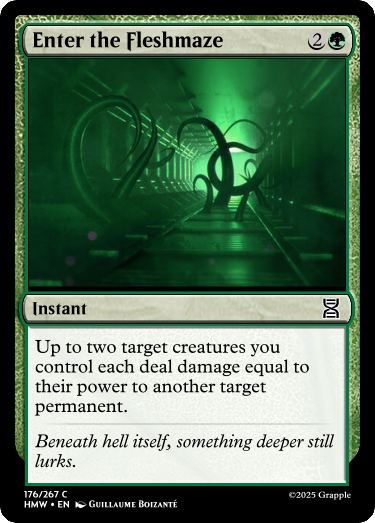 Enter the Fleshmaze 2
Instant
Up to two target creatures you
control each deal damage equal to
their power to another target
permanent.
Beneath hell itself, something deeper still
lurks.
176/267 C
HMW • EN Guillaume Boizanté
©2025 Grapple